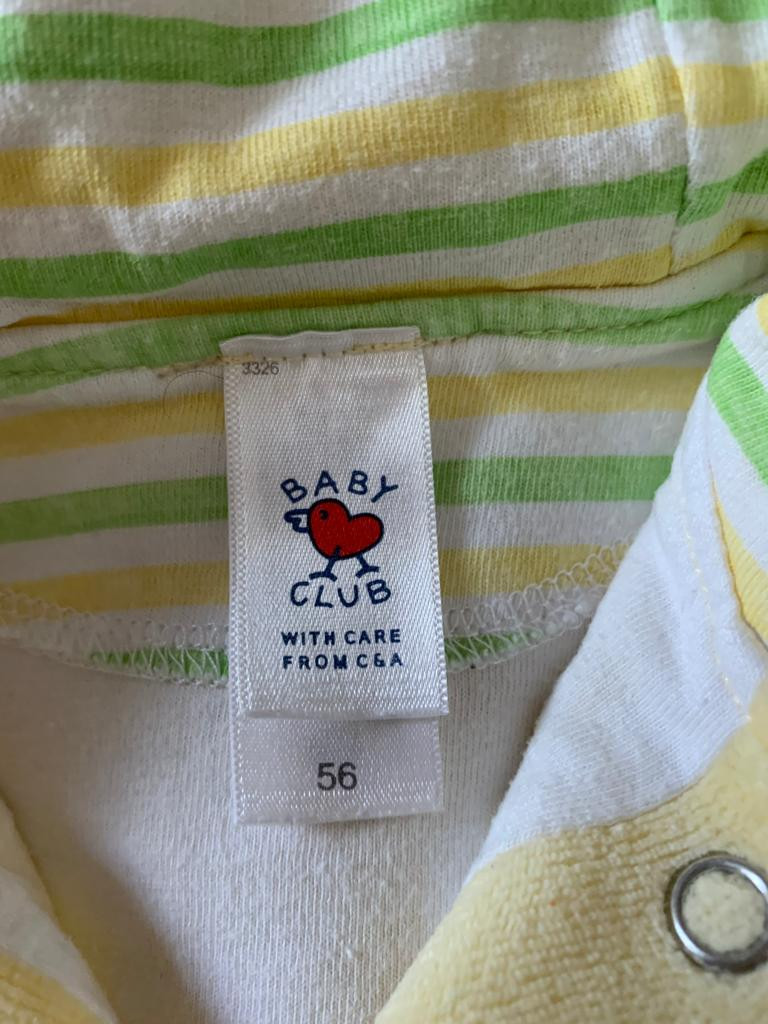 3326
BABY
CLUB
WITH CARE
FROM C&A
56